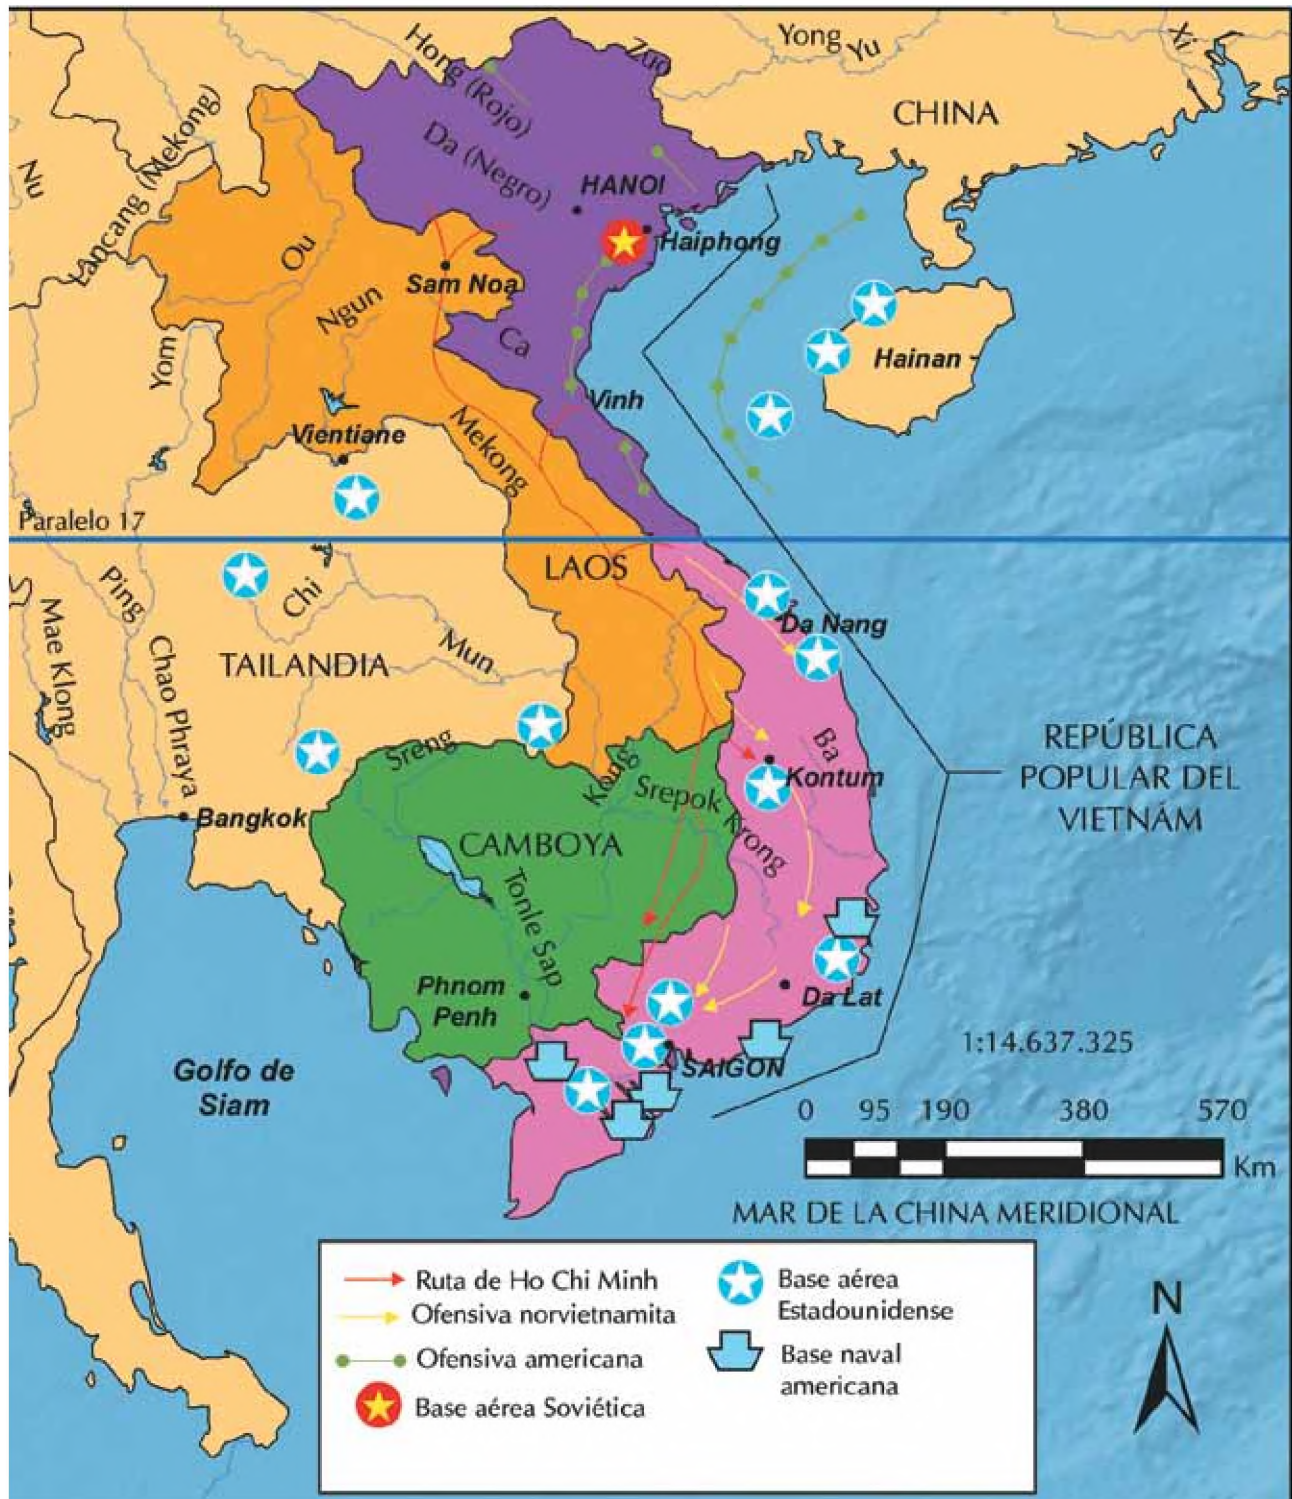 Hong (Rojo)
Zuo
Yong
Yu
Xi
CHINA
Nu
Lancang (Mekong)
Da (Negro)
HANOI
Haiphong
Ou
Sam Noa
Ngun
Ca
Yom
Hainan
Vinh
Vientiane
Mekong
Paralelo 17
LAOS
Ping
Chi
Mae Klong
Chao Phraya
Mun
TAILANDIA
Da Nang
Ba
REPÚBLICA
POPULAR DEL
VIETNÁM
Sreng
Kong
Kontum
Srepok
Krong
Bangkok
CAMBOYA
Tonle Sap
Phnom
Penh
Da Lat
SAIGON
Golfo de
Siam
1:14.637.325
0 95 190 380 570
Km
MAR DE LA CHINA MERIDIONAL
Ruta de Ho Chi Minh
Ofensiva norvietnamita
Ofensiva americana
Base aérea Soviética
Base aérea
Estadounidense
Base naval
americana
N